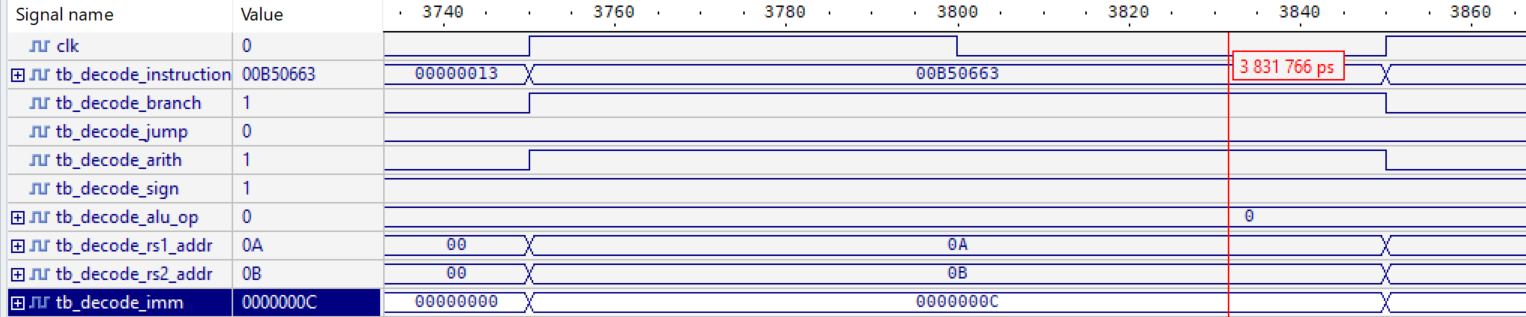 Signal name Value 3740 3760 3780 3800 3820 3840 3860
clk 0
tb_decode_instruction 00B50663 00000013 00B50663 3 831 766 ps
tb_decode_branch 1
tb_decode_jump 0
tb_decode_arith 1
tb_decode_sign 1
tb_decode_alu_op 0 0
tb_decode_rs1_addr 0A 00 0A
tb_decode_rs2_addr 0B 00 0B
tb_decode_imm 0000000C 00000000 0000000C